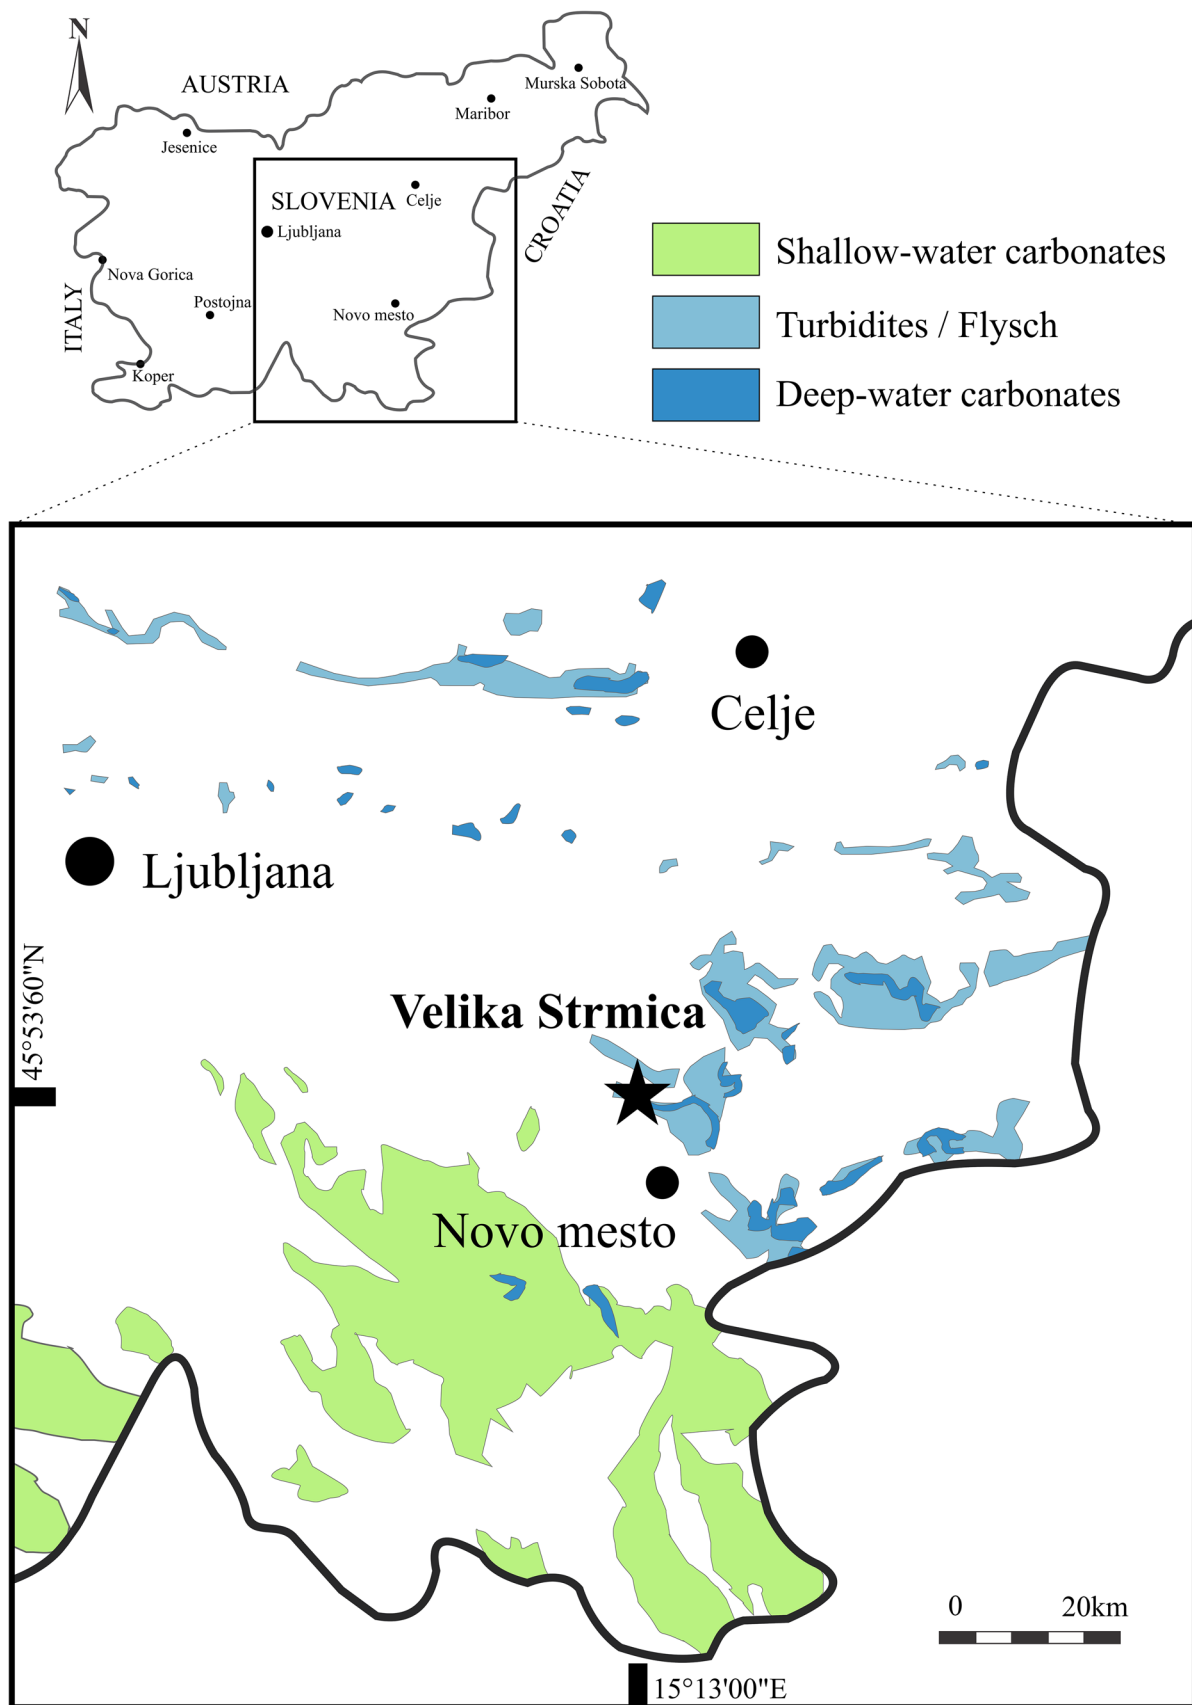 N
AUSTRIA
Murska Sobota
Maribor
Jesenice
SLOVENIA
Celje
Ljubljana
CROATIA
Nova Gorica
Postojna
Novo mesto
ITALY
Koper
Shallow-water carbonates
Turbidites / Flysch
Deep-water carbonates
Celje
Ljubljana
45°53'60"N
Velika Strmica
Novo mesto
0 20km
15°13'00"E